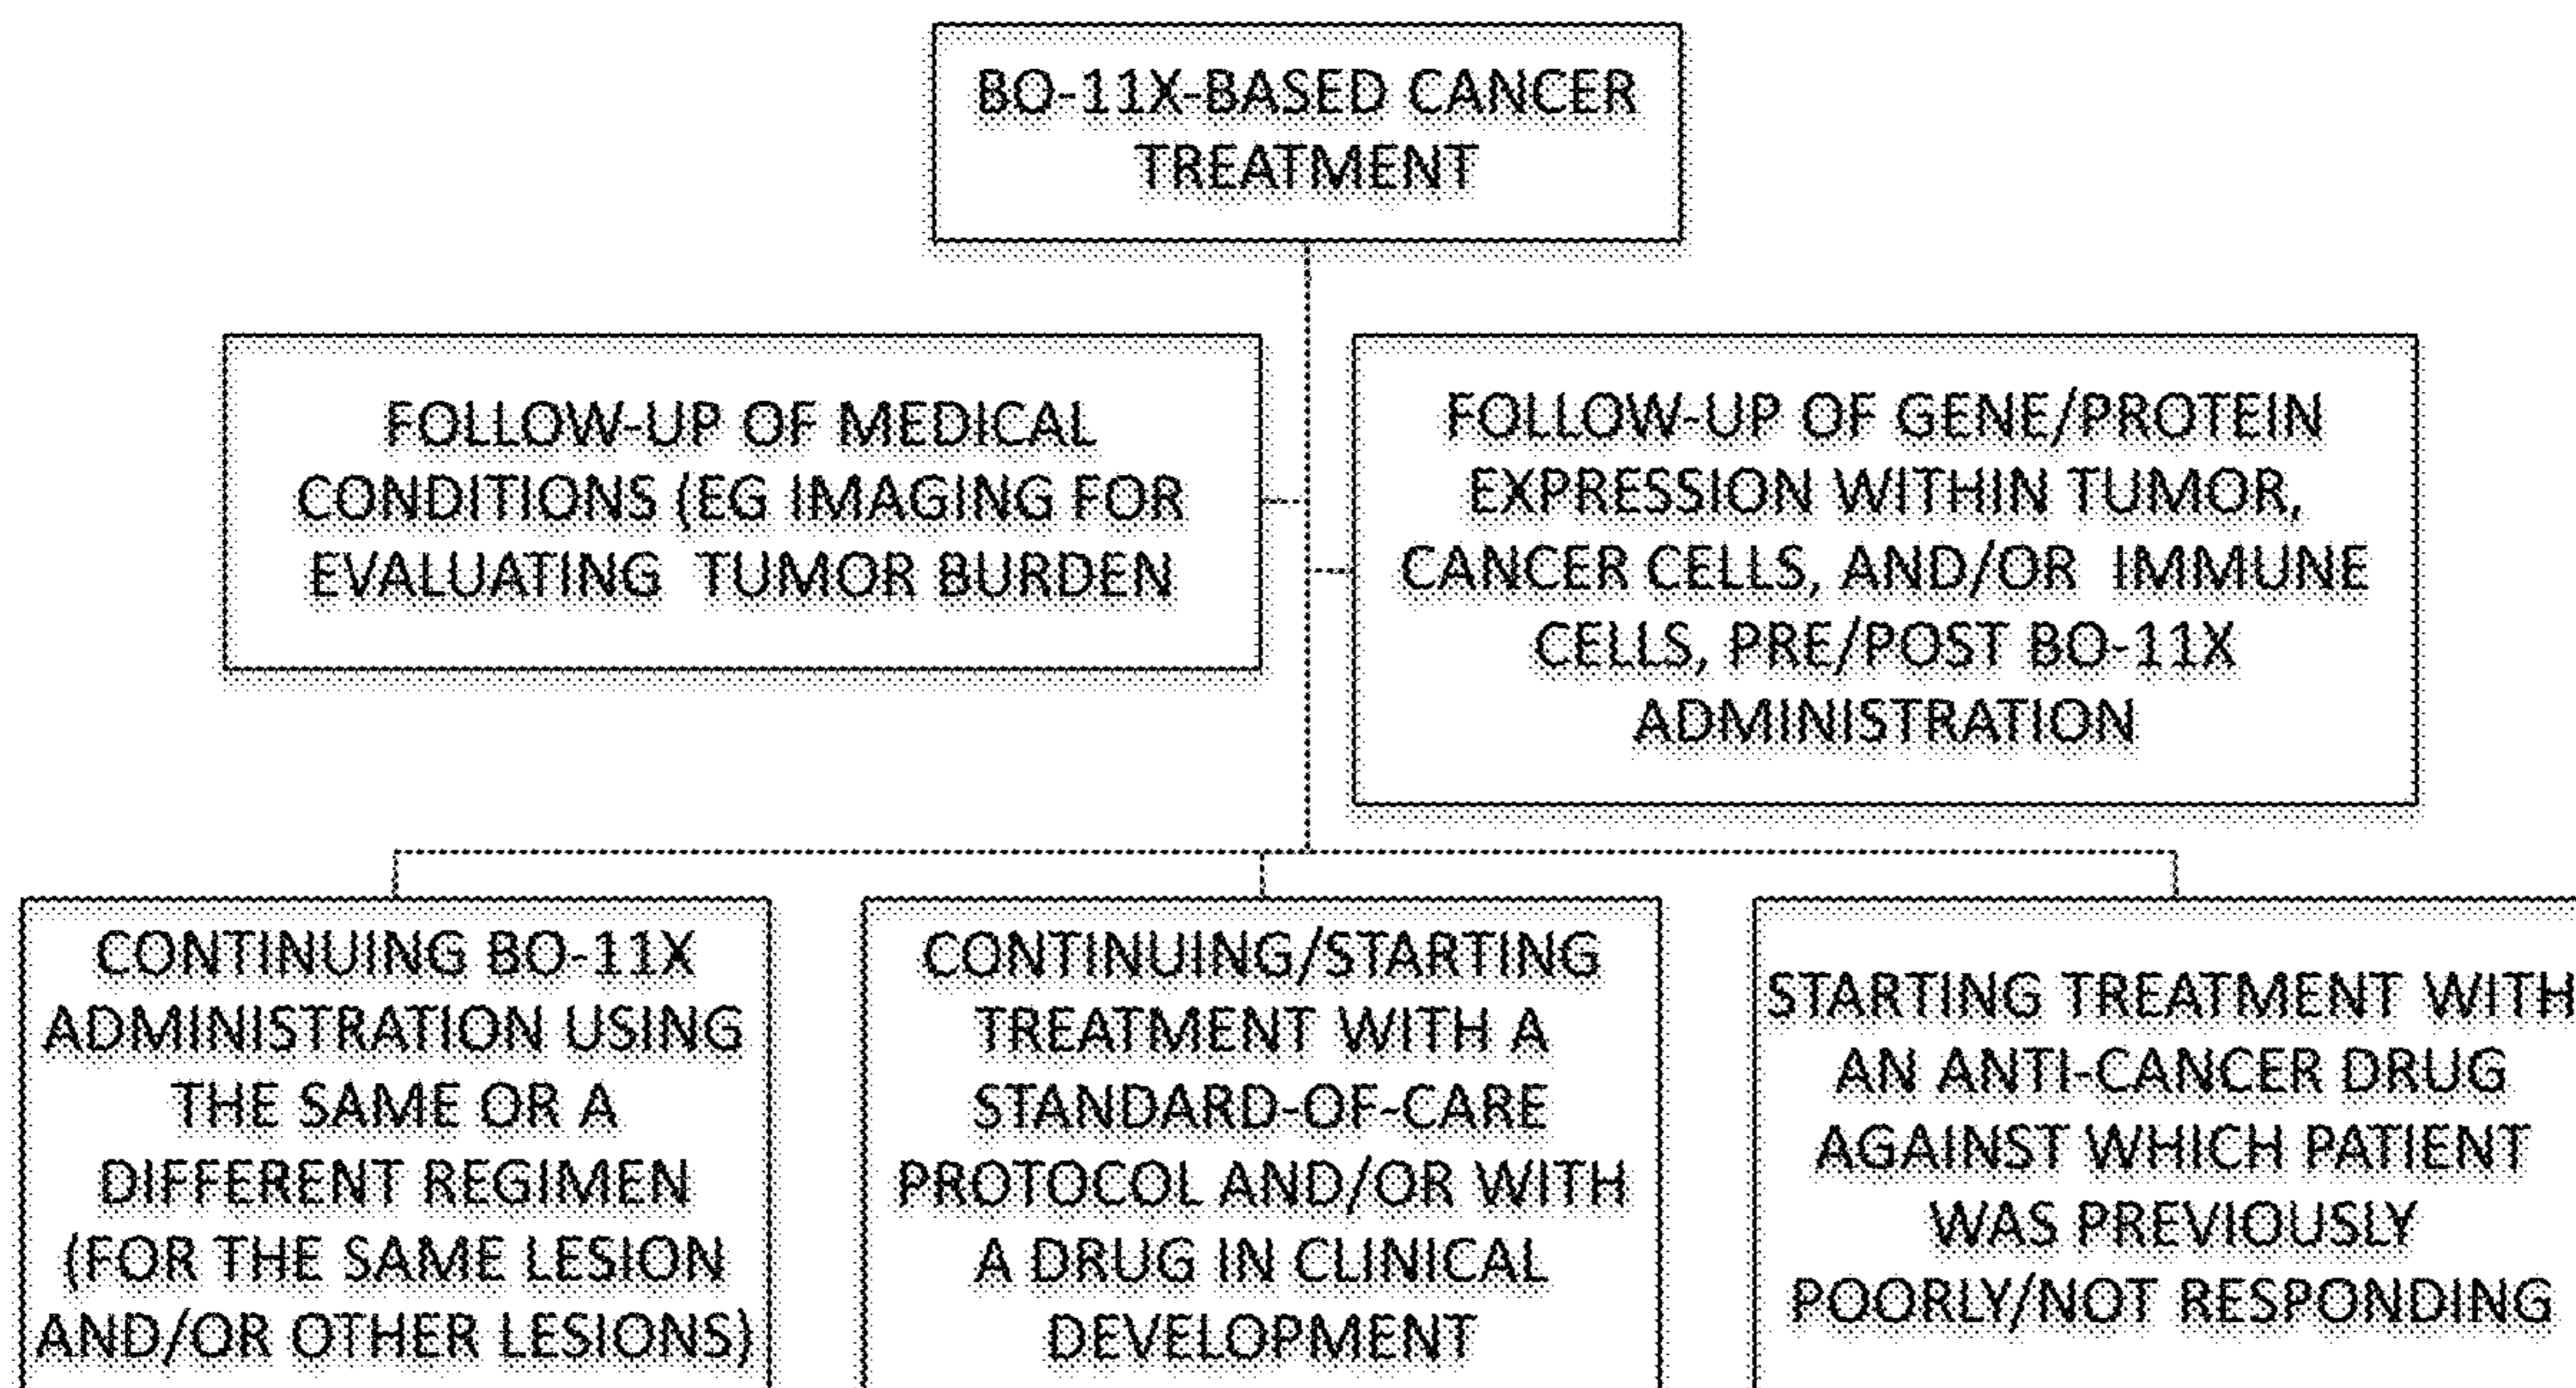 BO-11X-BASED CANCER
TREATMENT
FOLLOW-UP OF MEDICAL
CONDITIONS (EG IMAGING FOR
EVALUATING TUMOR BURDEN
FOLLOW-UP OF GENE/PROTEIN
EXPRESSION WITHIN TUMOR,
CANCER CELLS, AND/OR IMMUNE
CELLS, PRE/POST BO-11X
ADMINISTRATION
CONTINUING BO-11X
ADMINISTRATION USING
THE SAME OR A
DIFFERENT REGIMEN
(FOR THE SAME LESION
AND/OR OTHER LESIONS)
CONTINUING/STARTING
TREATMENT WITH A
STANDARD-OF-CARE
PROTOCOL AND/OR WITH
A DRUG IN CLINICAL
DEVELOPMENT
STARTING TREATMENT WITH
AN ANTI-CANCER DRUG
AGAINST WHICH PATIENT
WAS PREVIOUSLY
POORLY/NOT RESPONDING